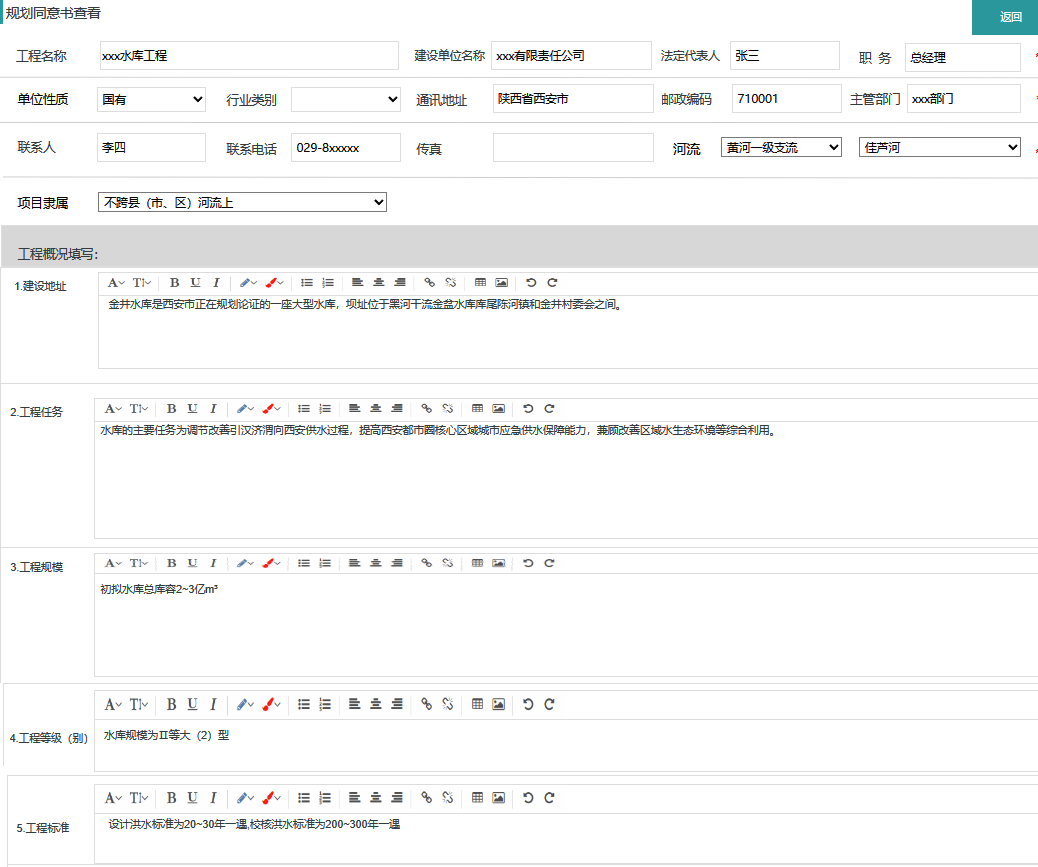 规划同意书查看 返回
工程名称 xxx水库工程 建设单位名称 xxx有限责任公司 法定代表人 张三 职 务 总经理 *
单位性质 国有 行业类别 通讯地址 陕西省西安市 邮政编码 710001 主管部门 xxx部门 *
联系人 李四 联系电话 029-8xxxxx 传真 河流 黄河一级支流 佳芦河 *
项目隶属 不跨县（市、区）河流上
工程概况填写：
1.建设地址
金井水库是西安市正在规划论证的一座大型水库，坝址位于黑河干流金盆水库库尾陈河镇和金井村委会之间。
2.工程任务
水库的主要任务为调节改善引汉济渭向西安供水过程，提高西安都市圈核心区域城市应急供水保障能力，兼顾改善区域水生态环境等综合利用。
3.工程规模
初拟水库总库容2~3亿m³
4.工程等级（别） 水库规模为Ⅱ等大（2）型
5.工程标准 设计洪水标准为20~30年一遇,校核洪水标准为200~300年一遇